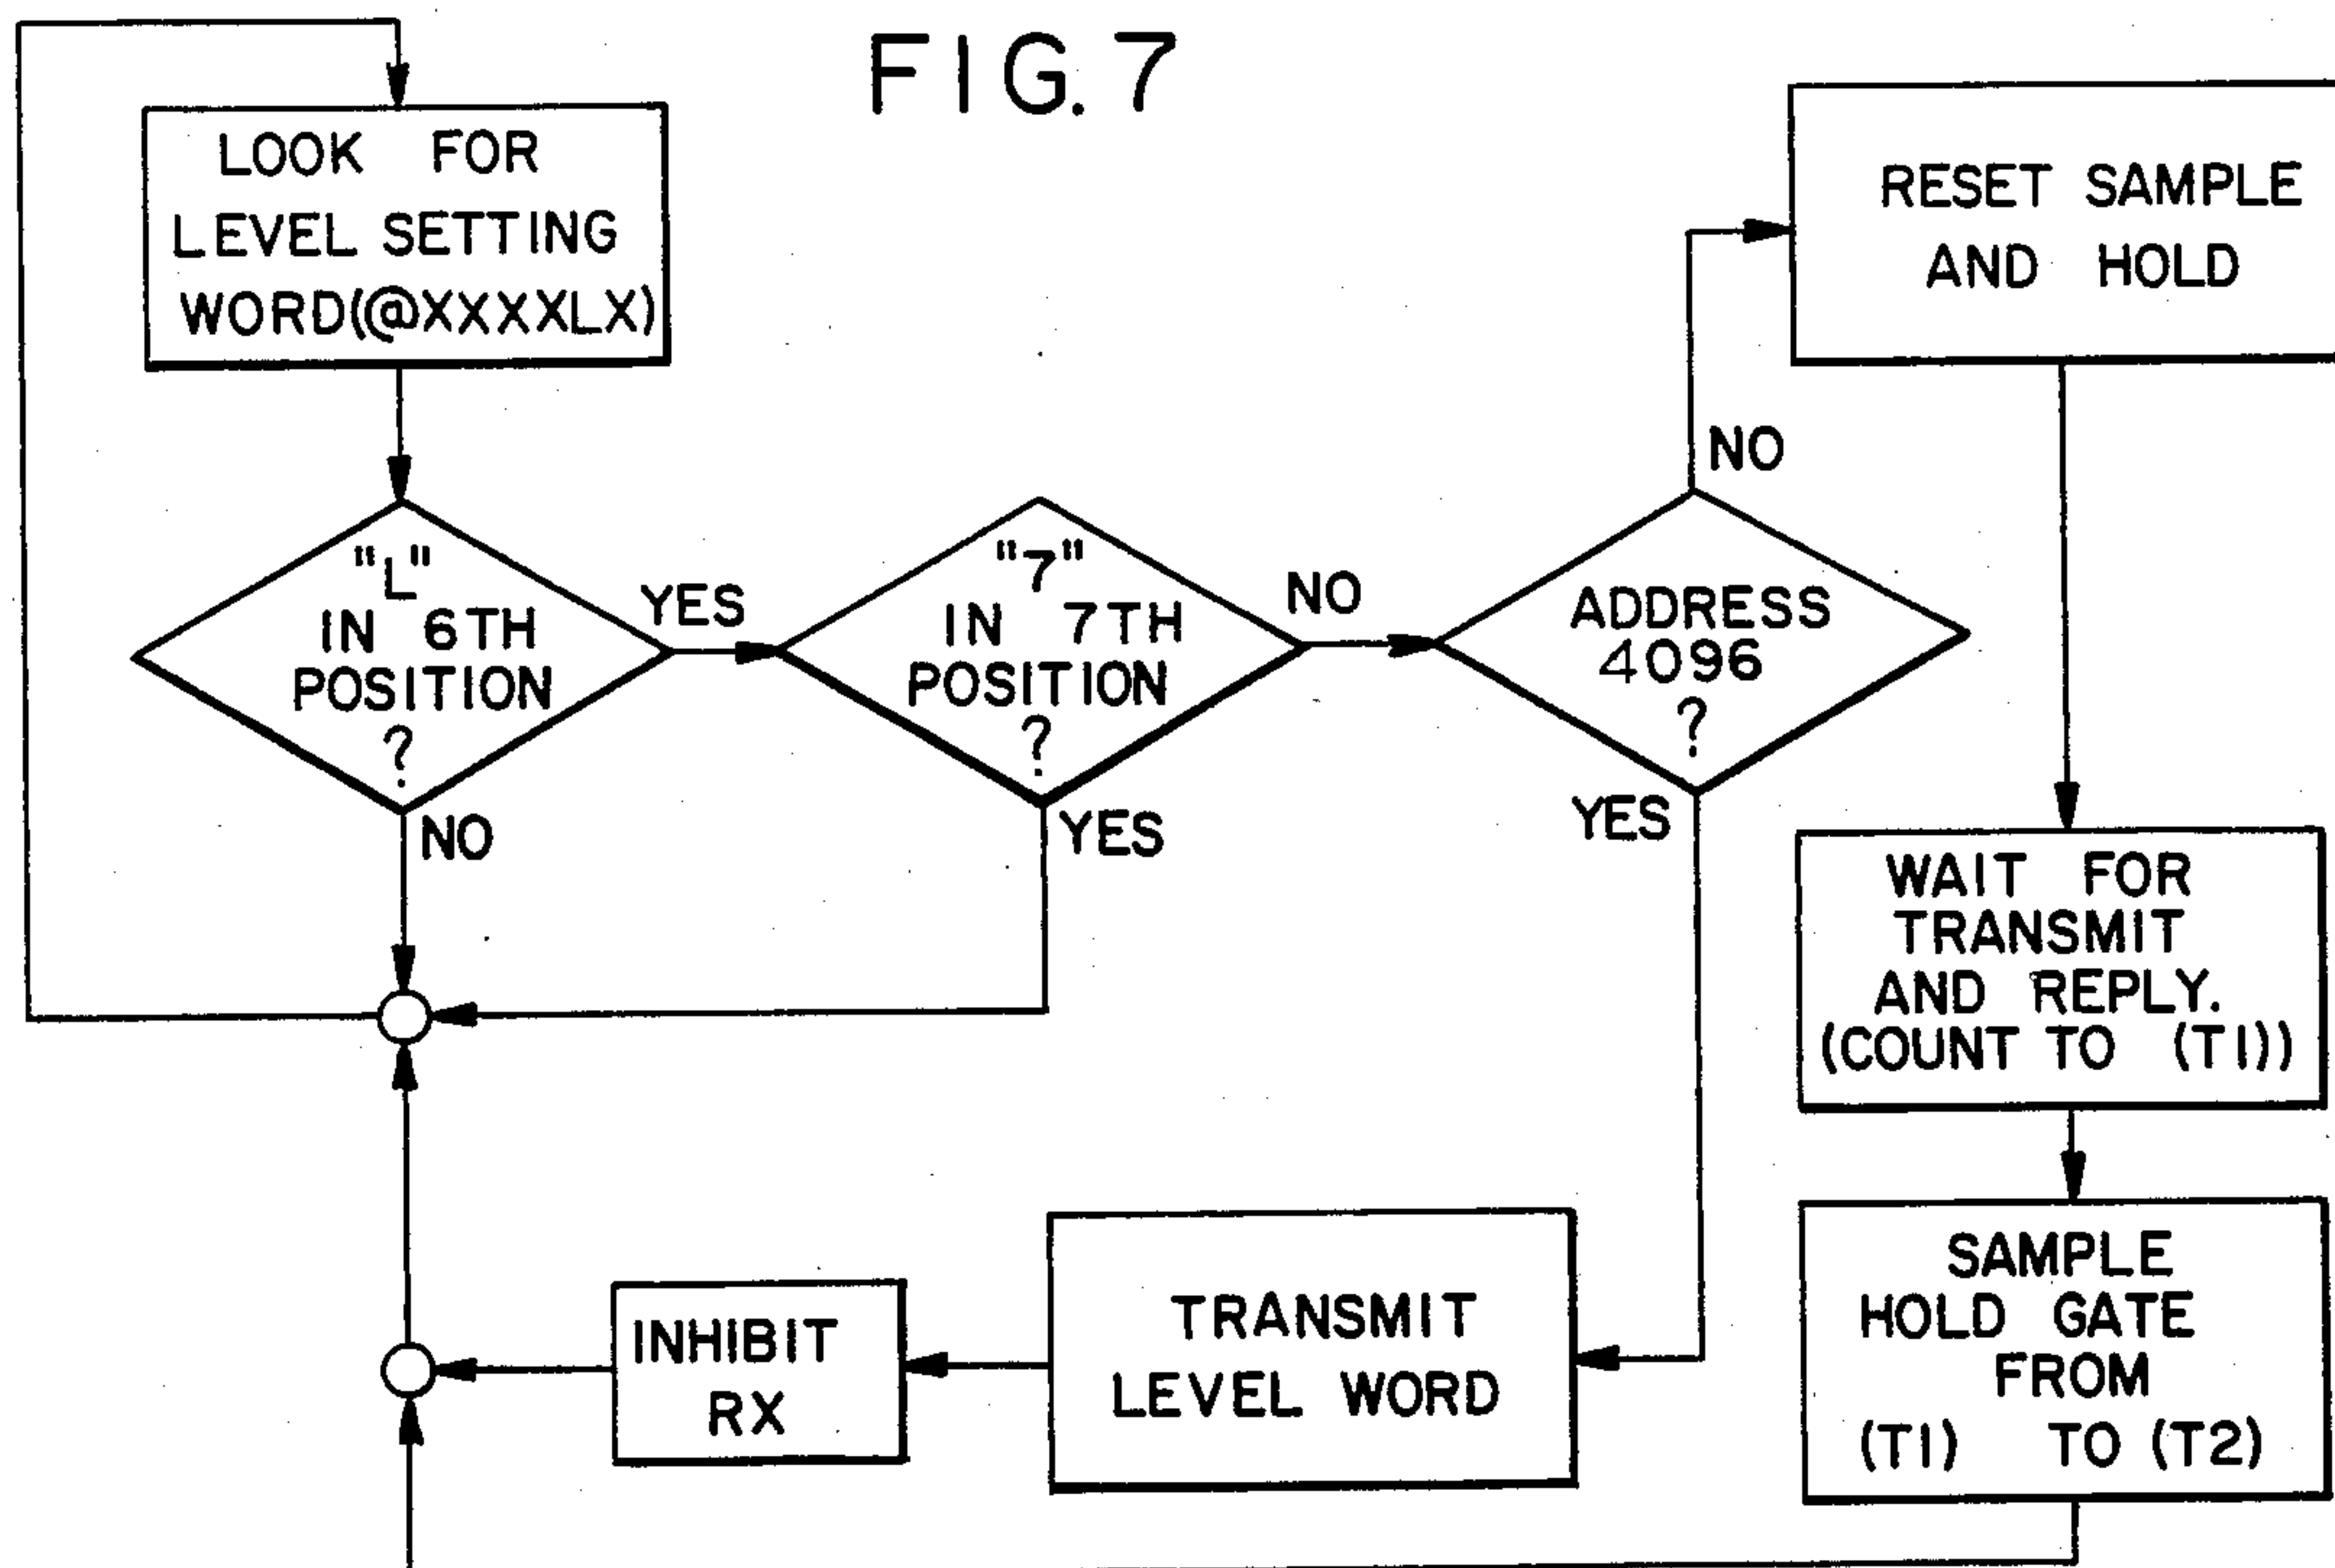 FIG. 7
LOOK FOR
LEVEL SETTING
WORD(@XXXXLX)
"L"
IN 6TH
POSITION
?
YES
NO
"7"
IN 7TH
POSITION
?
NO
YES
ADDRESS
4096
?
NO
YES
RESET SAMPLE
AND HOLD
WAIT FOR
TRANSMIT
AND REPLY.
(COUNT TO (T1))
SAMPLE
HOLD GATE
FROM
(T1) TO (T2)
TRANSMIT
LEVEL WORD
INHIBIT
RX